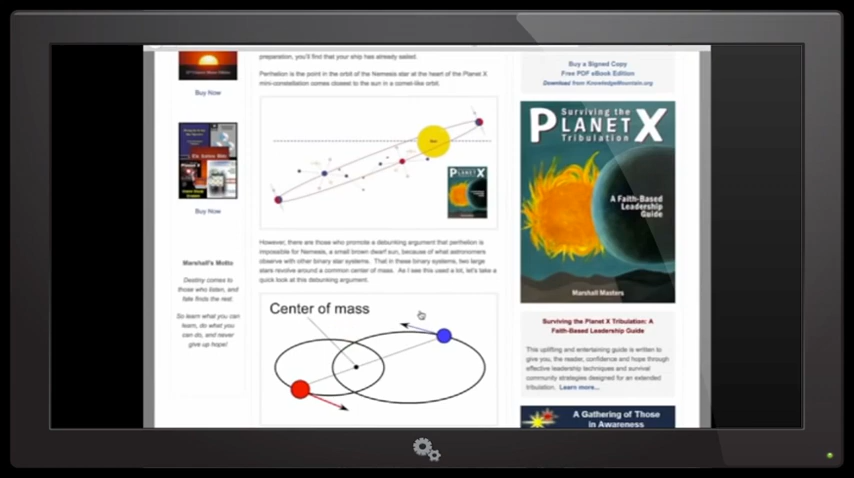 preparation, you'll find that your ship has already sailed.
Perihelion is the point in the orbit of the Nemesis star at the heart of the Planet X
mini-constellation comes closest to the sun in a comet-like orbit.
However, there are those who promote a debunking argument that perihelion is
impossible for Nemesis, a small brown dwarf sun, because of what astronomers
observe with other binary star systems. That in these binary systems, two large
stars revolve around a common center of mass. As I see this used a lot, let's take a
quick look at this debunking argument.
Center of mass
Buy Now
Buy Now
Marshall's Motto
Destiny comes
to those who listen, and
fate finds the rest.
So learn what you can
learn, do what you
can do, and never
give up hope!
Buy a Signed Copy
Free PDF eBook Edition
Download from KnowledgeMountain.org
Surviving the
PLANET X
Tribulation
A Faith-Based
Leadership
Guide
Marshall Masters
Surviving the Planet X Tribulation: A
Faith-Based Leadership Guide
This uplifting and entertaining guide is written to
give you, the reader, confidence and hope through
effective leadership techniques and survival
community strategies designed for an extended
tribulation. Learn more...
A Gathering of Those
in Awareness
PLANET X